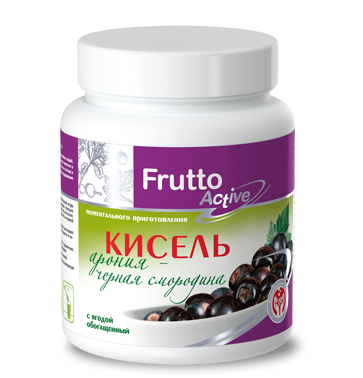 Frutto
Active
МОМЕНТАЛЬНОГО ПРИГОТОВЛЕНИЯ
КИСЕЛЬ
арония -
черная смородина
С ЯГОДОЙ
ОБОГАЩЕННЫЙ